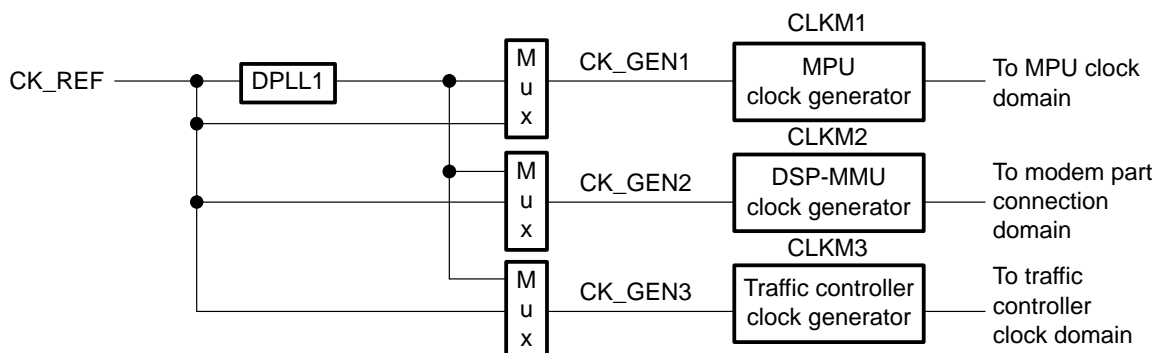 CK_REF
DPLL1
M
u
x
CK_GEN1
CLKM1
MPU
clock generator
To MPU clock
domain
M
u
x
CK_GEN2
CLKM2
DSP-MMU
clock generator
To modem part
connection
domain
M
u
x
CK_GEN3
CLKM3
Traffic controller
clock generator
To traffic
controller
clock domain